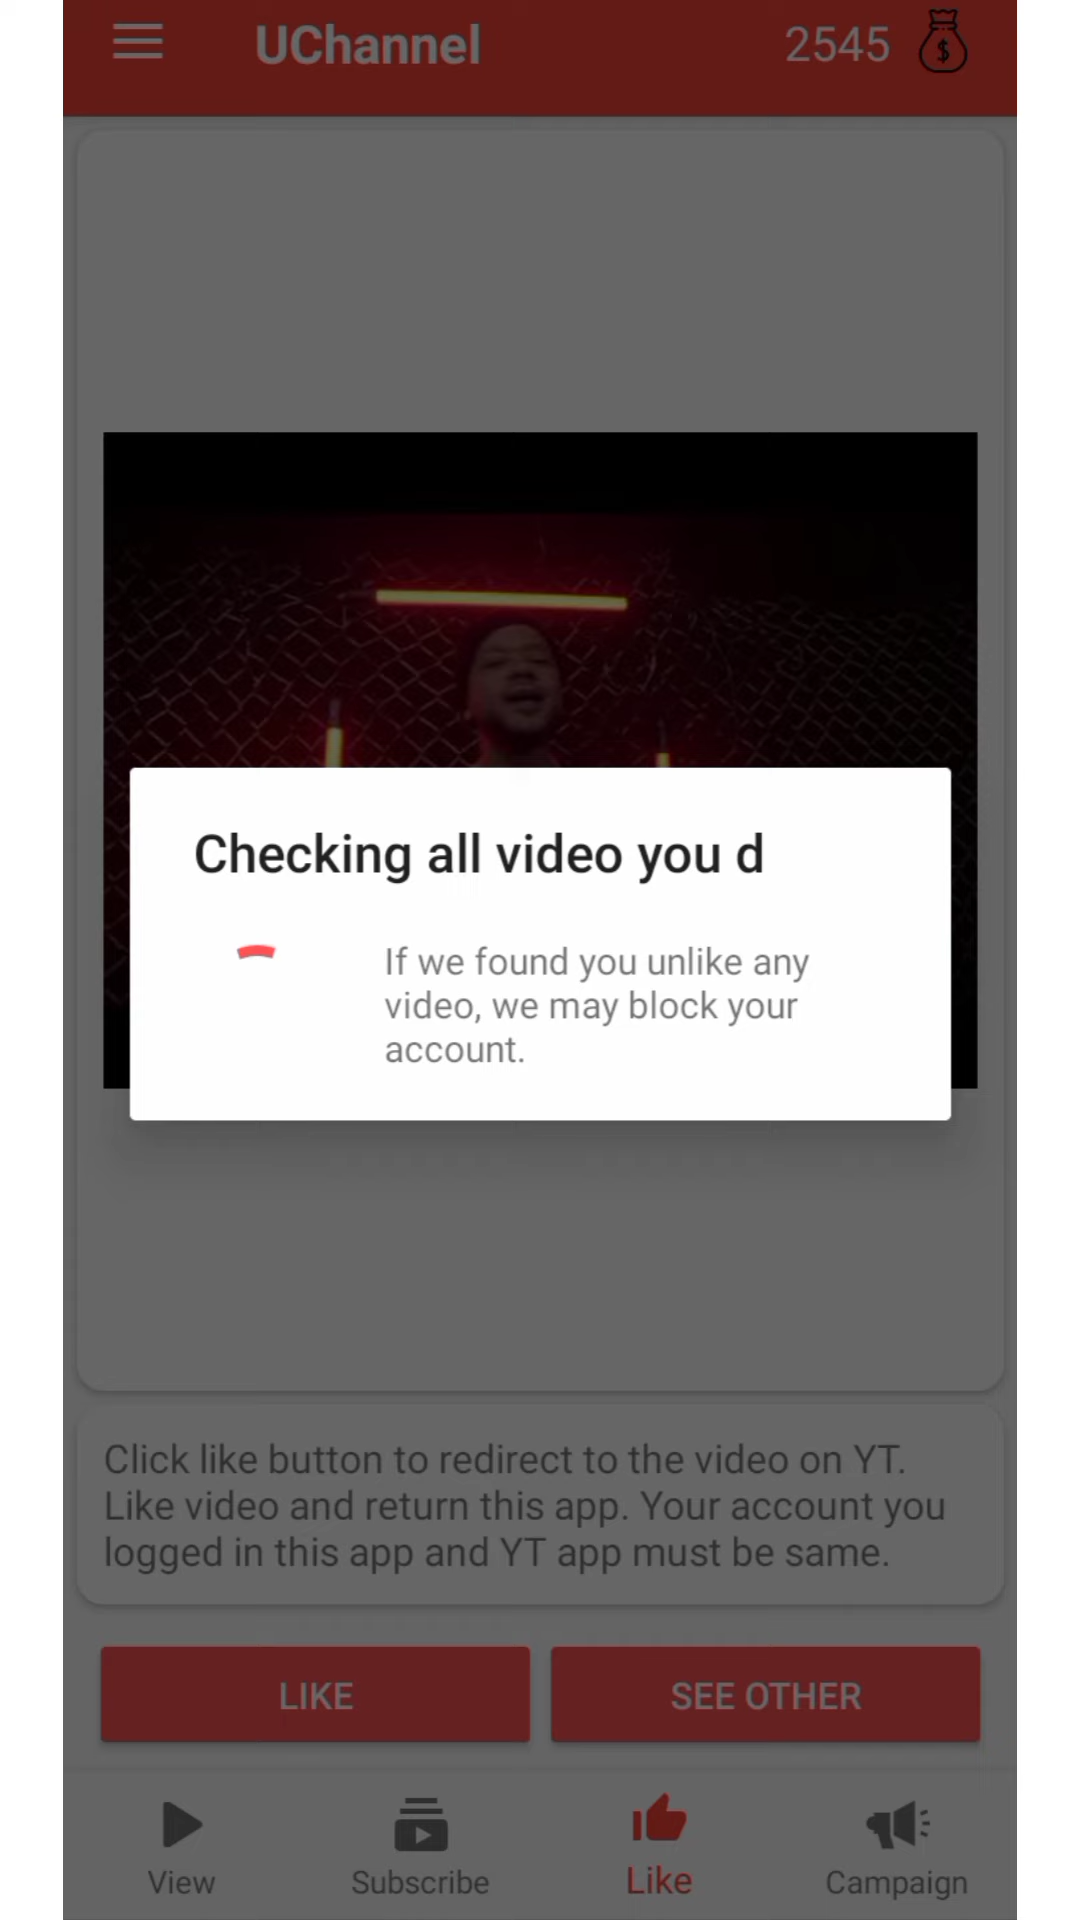 UChannel 2545 $
Checking all video you d
If we found you unlike any
video, we may block your
account.
Click like button to redirect to the video on YT.
Like video and return this app. Your account you
logged in this app and YT app must be same.
LIKE SEE OTHER
View Subscribe Like Campaign